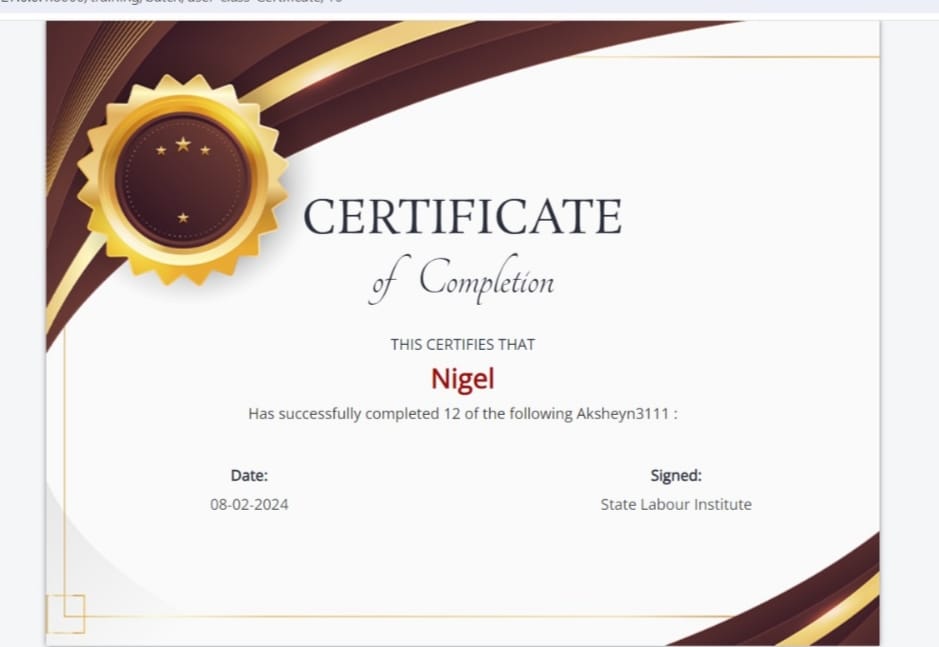 CERTIFICATE
of Completion
THIS CERTIFIES THAT
Nigel
Has successfully completed 12 of the following Aksheyn3111 :
Date:
Signed:
08-02-2024
State Labour Institute